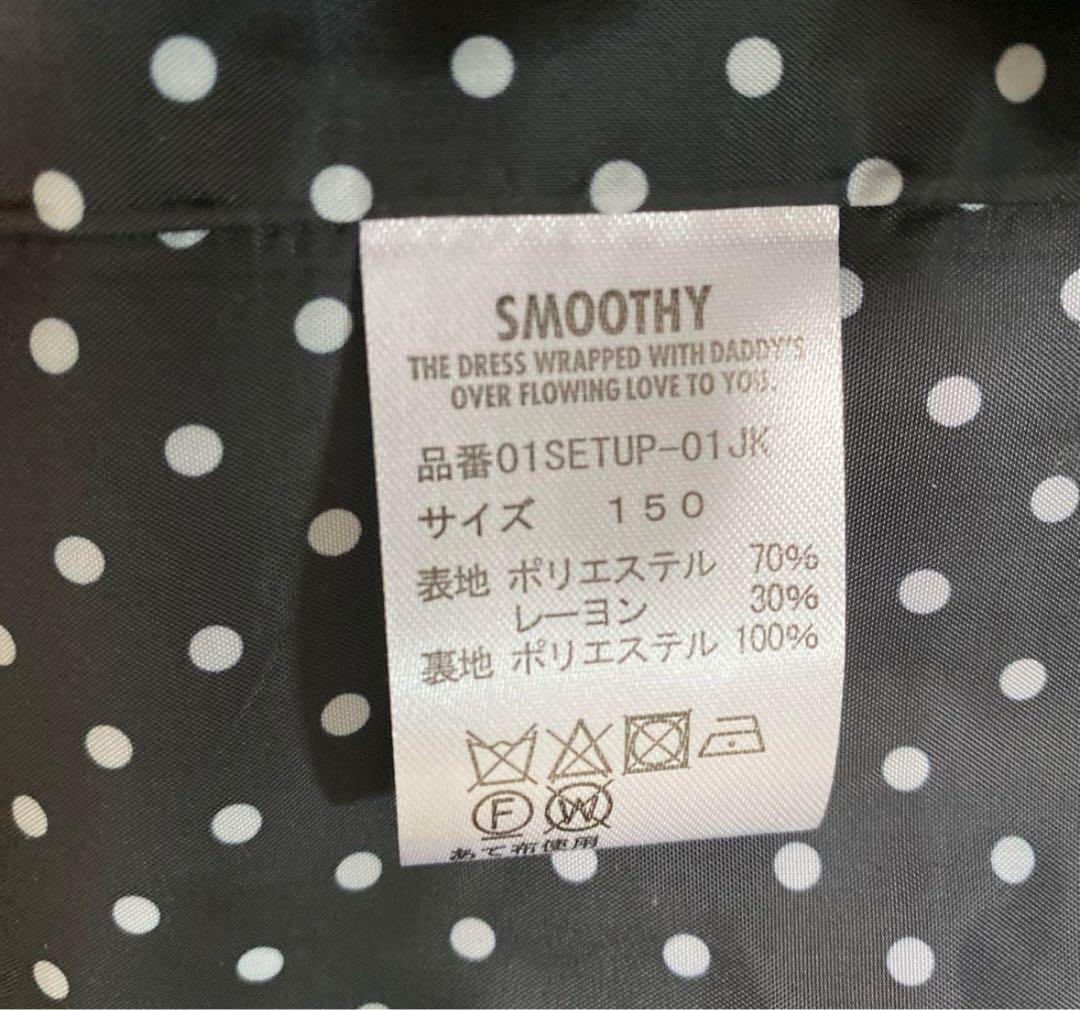 SMOOTHY
THE DRESS WRAPPED WITH DADDY'S
OVER FLOWING LOVE TO YOU.
品番01SETUP-01JK
サイズ 150
表地 ポリエステル 70%
レーヨン 30%
裏地 ポリエステル 100%
F W
あて布使用